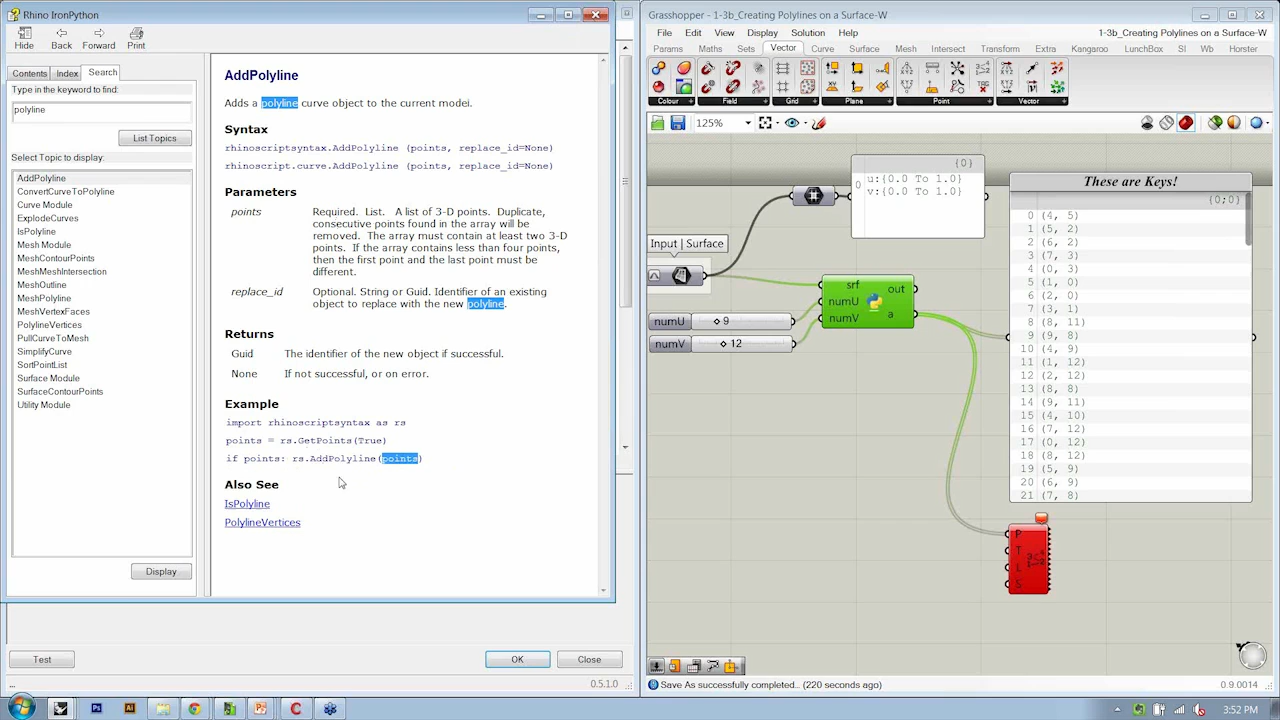 Rhino IronPython
Hide
Back
Forward
Print
Contents
Index
Search
Type in the keyword to find:
polyline
List Topics
Select Topic to display:
AddPolyline
ConvertCurveToPolyline
Curve Module
ExplodeCurves
IsPolyline
Mesh Module
MeshContourPoints
MeshMeshIntersection
MeshOutline
MeshPolyline
MeshVertexFaces
PolylineVertices
PullCurveToMesh
SimplifyCurve
SortPointList
Surface Module
SurfaceContourPoints
Utility Module
Display
AddPolyline
Adds a polyline curve object to the current model.
Syntax
rhinoscriptsyntax.AddPolyline (points, replace_id=None)
rhinoscript.curve.AddPolyline (points, replace_id=None)
Parameters
points
Required. List. A list of 3-D points. Duplicate,
consecutive points found in the array will be
removed. The array must contain at least two 3-D
points. If the array contains less than four points,
then the first point and the last point must be
different.
replace_id
Optional. String or Guid. Identifier of an existing
object to replace with the new polyline.
Returns
Guid The identifier of the new object if successful.
None If not successful, or on error.
Example
import rhinoscriptsyntax as rs
points = rs.GetPoints(True)
if points: rs.AddPolyline(points)
Also See
IsPolyline
PolylineVertices
Test
OK
Close
...
0.5.1.0
Grasshopper - 1-3b_Creating Polylines on a Surface-W
File Edit View Display Solution Help
1-3b_Creating Polylines on a Surface-W
Params Maths Sets Vector Curve Surface Mesh Intersect Transform Extra Kangaroo LunchBox SI Wb Horster
Colour
Field
Grid
Plane
Point
Vector
125%
{0}
0
u:{0.0 To 1.0}
v:{0.0 To 1.0}
Input | Surface
srf
numU
numV
out
a
numU 9
numV 12
These are Keys!
{0;0}
0 (4, 5)
1 (5, 2)
2 (6, 2)
3 (7, 3)
4 (0, 3)
5 (1, 0)
6 (2, 0)
7 (3, 1)
8 (8, 11)
9 (9, 8)
10 (4, 9)
11 (1, 12)
12 (2, 12)
13 (8, 8)
14 (9, 11)
15 (4, 10)
16 (7, 12)
17 (0, 12)
18 (8, 12)
19 (5, 9)
20 (6, 9)
21 (7, 8)
P
T
L
S
Save As successfully completed.. (220 seconds ago)
0.9.0014
3:52 PM